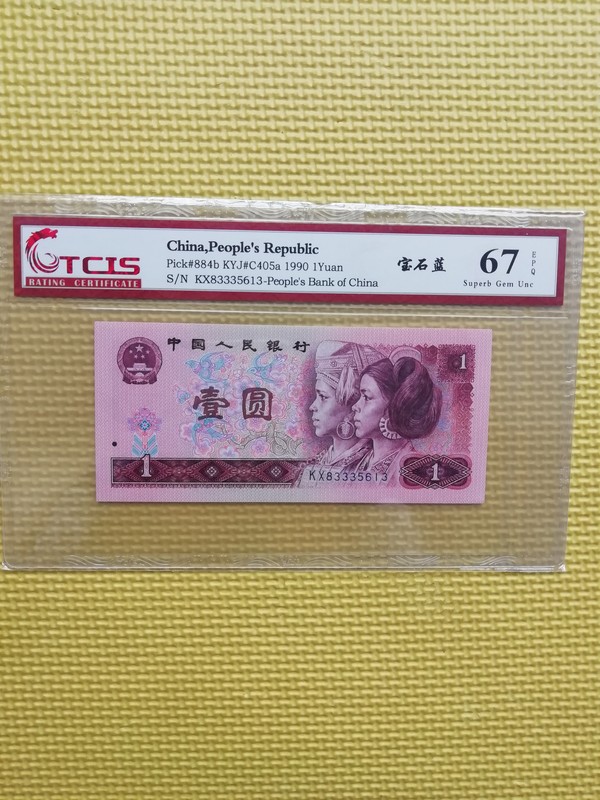 TCIS
RATING CERTIFICATE
China,People's Republic
Pick#884b KYJ#C405a 1990 1Yuan
S/N KX83335613-People's Bank of China
宝石蓝
67
EPQ
Superb Gem Unc
中国人民银行
1
壹圆
1
KX83335613
1